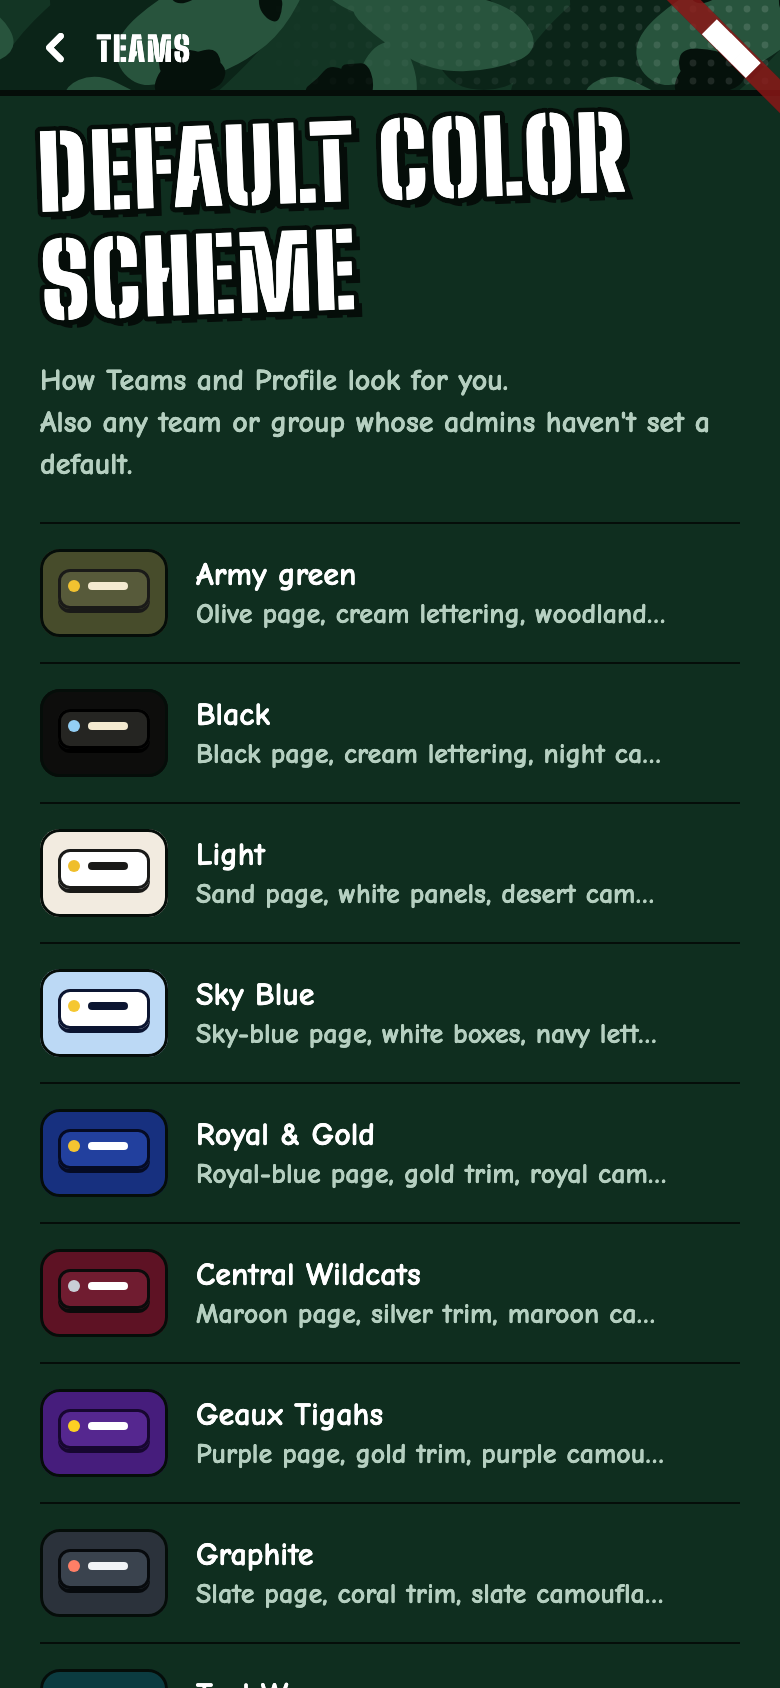 TEAMS
DEFAULT COLOR
SCHEME
How Teams and Profile look for you.
Also any team or group whose admins haven't set a
default.
Army green
Olive page, cream lettering, woodland...
Black
Black page, cream lettering, night ca...
Light
Sand page, white panels, desert cam...
Sky Blue
Sky-blue page, white boxes, navy lett...
Royal & Gold
Royal-blue page, gold trim, royal cam...
Central Wildcats
Maroon page, silver trim, maroon ca...
Geaux Tigahs
Purple page, gold trim, purple camou...
Graphite
Slate page, coral trim, slate camoufla...